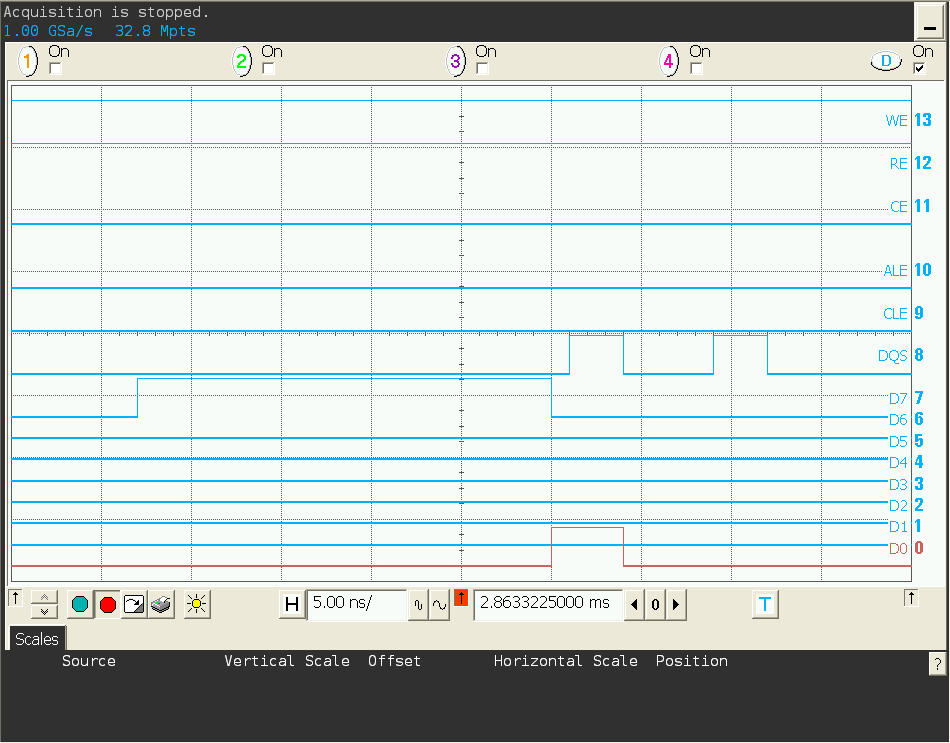 Acquisition is stopped.
1.00 GSa/s 32.8 Mpts
1 On 2 On 3 On 4 On D On
WE 13
RE 12
CE 11
ALE 10
CLE 9
DQS 8
D7 7
D6 6
D5 5
D4 4
D3 3
D2 2
D1 1
D0 0
H 5.00 ns/ 2.8633225000 ms 0 T
Scales
Source Vertical Scale Offset Horizontal Scale Position ?